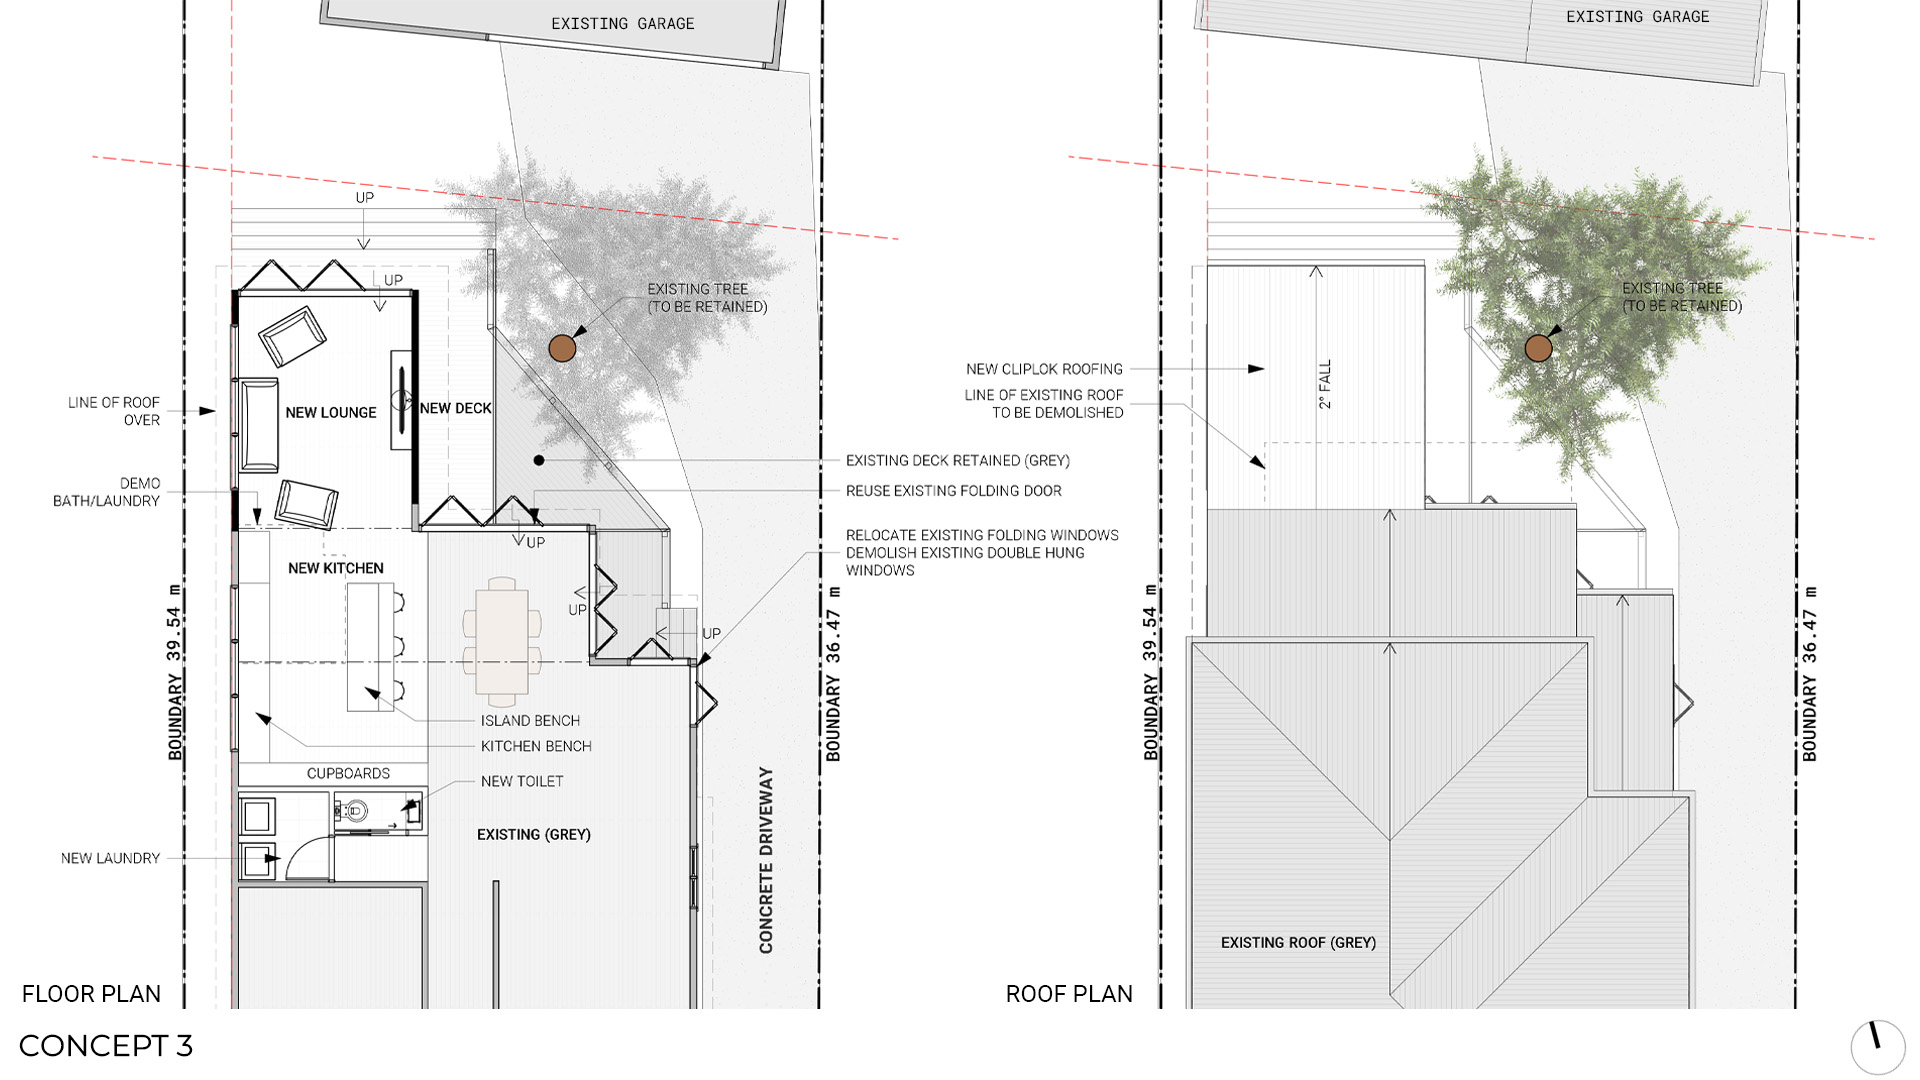 EXISTING GARAGE
UP
UP
EXISTING TREE
(TO BE RETAINED)
LINE OF ROOF
OVER
NEW LOUNGE
NEW DECK
DEMO
BATH/LAUNDRY
EXISTING DECK RETAINED (GREY)
REUSE EXISTING FOLDING DOOR
RELOCATE EXISTING FOLDING WINDOWS
DEMOLISH EXISTING DOUBLE HUNG
WINDOWS
UP
NEW KITCHEN
UP
UP
BOUNDARY 39.54 m
BOUNDARY 36.47 m
ISLAND BENCH
KITCHEN BENCH
CUPBOARDS
NEW TOILET
EXISTING (GREY)
NEW LAUNDRY
CONCRETE DRIVEWAY
FLOOR PLAN
EXISTING GARAGE
EXISTING TREE
(TO BE RETAINED)
NEW CLIPLOK ROOFING
LINE OF EXISTING ROOF
TO BE DEMOLISHED
2° FALL
BOUNDARY 39.54 m
BOUNDARY 36.47 m
EXISTING ROOF (GREY)
ROOF PLAN
CONCEPT 3